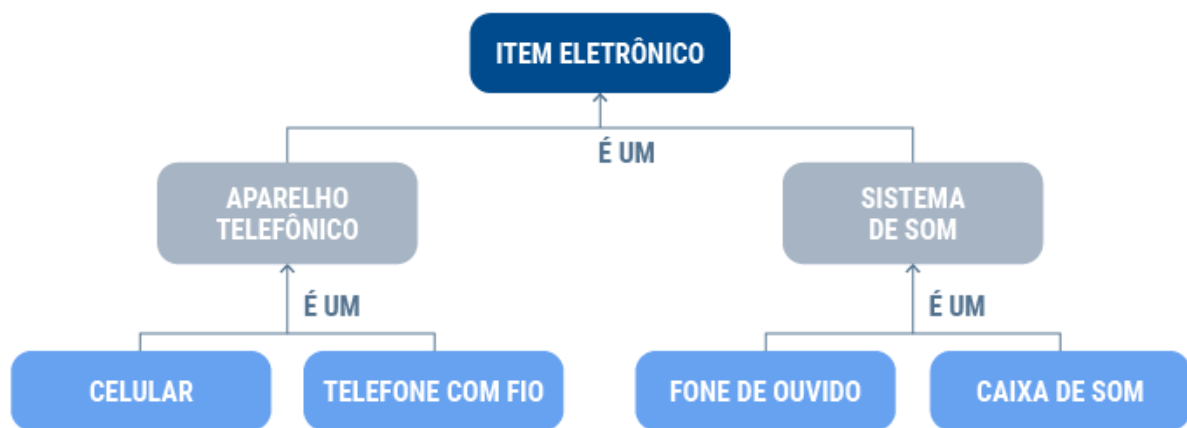 ITEM ELETRÔNICO
É UM
APARELHO
TELEFÔNICO
SISTEMA
DE SOM
É UM
É UM
CELULAR
TELEFONE COM FIO
FONE DE OUVIDO
CAIXA DE SOM